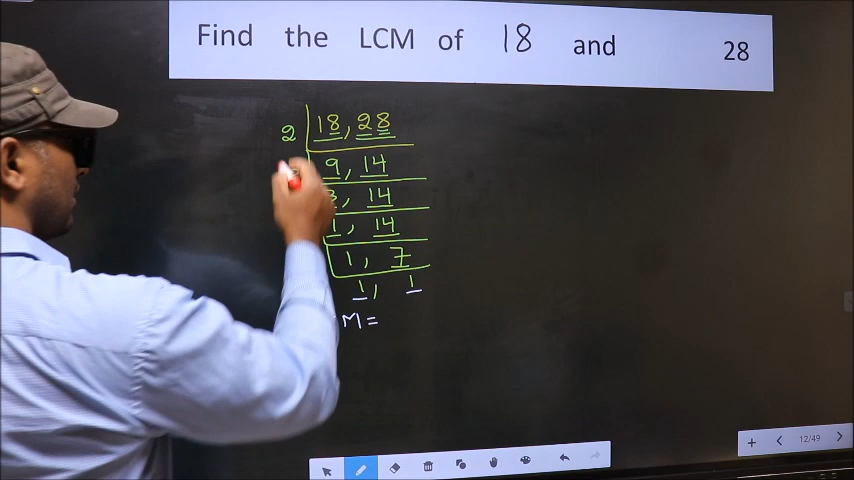 Find the LCM of 18 and 28
2 18, 28
9, 14
3, 14
1, 14
1, 7
1, 1
M =
12/49